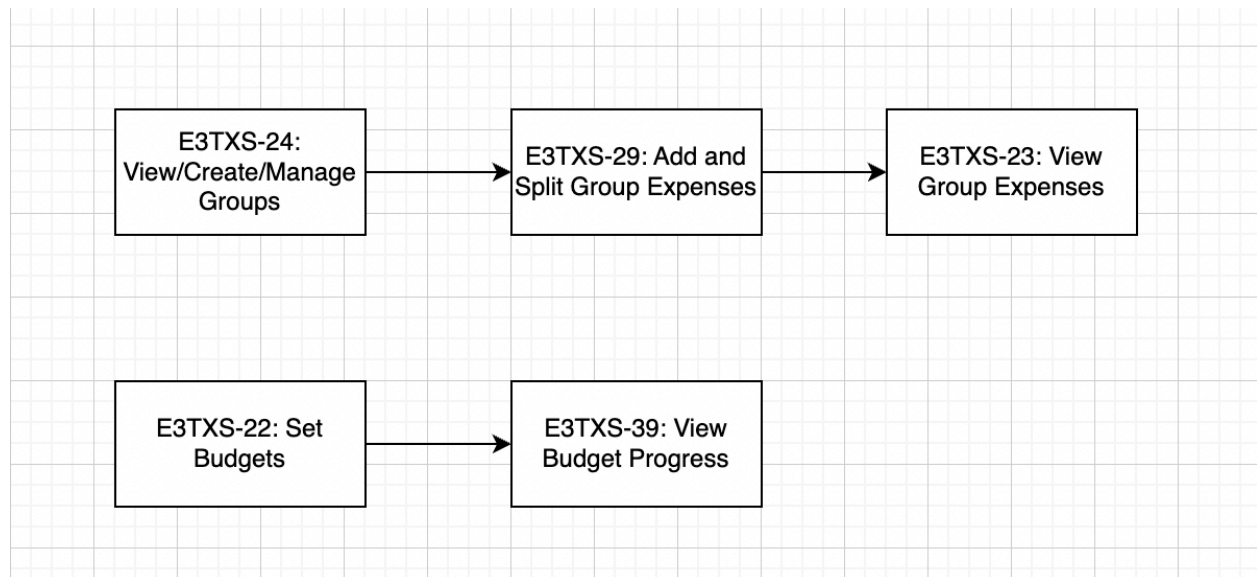 E3TXS-24:
View/Create/Manage
Groups
E3TXS-29: Add and
Split Group Expenses
E3TXS-23: View
Group Expenses
E3TXS-22: Set
Budgets
E3TXS-39: View
Budget Progress